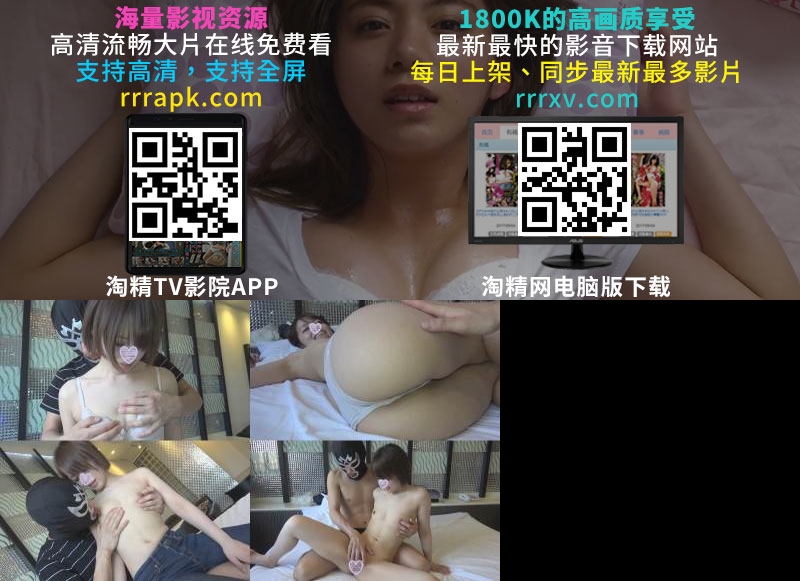 海量影视资源
高清流畅大片在线免费看
支持高清，支持全屏
rrrapk.com
淘精TV影院APP
1800K的高画质享受
最新最快的影音下载网站
每日上架、同步最新最多影片
rrrxv.com
ASUS
淘精网电脑版下载